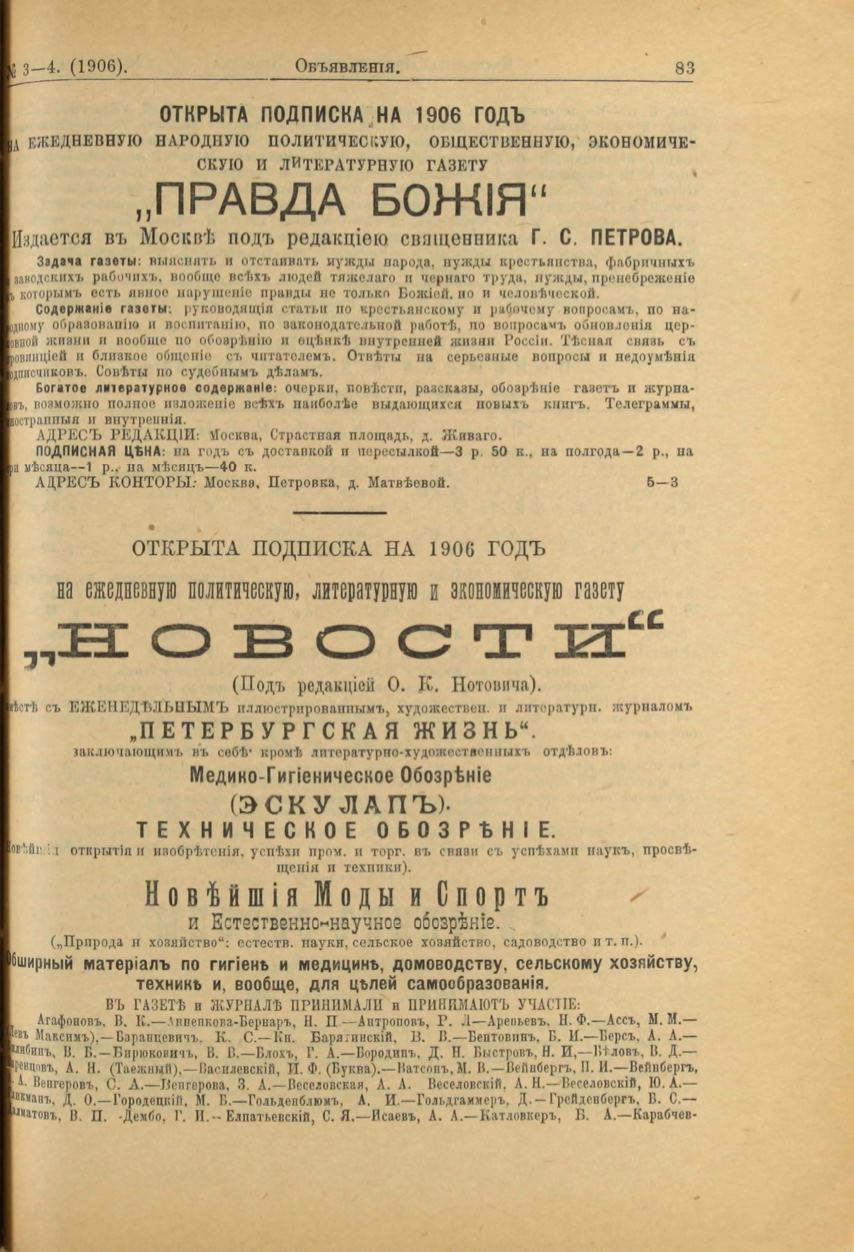 № 3—4. (1906). Объявленія. 83
ОТКРЫТА ПОДПИСКА НА 1906 ГОДЪ
НА ЕЖЕДНЕВНУЮ НАРОДНУЮ ПОЛИТИЧЕСКУЮ, ОБЩЕСТВЕННУЮ, ЭКОНОМИЧЕ-
СКУЮ И ЛИТЕРАТУРНУЮ ГАЗЕТУ
„ПРАВДА БОЖІЯ“
Издается въ Москвѣ подъ редакціею священника Г. С. ПЕТРОВА.
Задача газеты: выяснять и отстаивать нужды народа, нужды крестьянства, фабричныхъ
заводскихъ рабочихъ, вообще всѣхъ людей тяжелаго и чернаго труда, нужды, пренебреженіе
которымъ есть явное нарушеніе правды не только Божіей, но и человѣческой.
Содержаніе газеты: руководящія статьи по крестьянскому и рабочему вопросамъ, по на-
одному образованію и воспитанію, по законодательной работѣ, по вопросамъ обновленія цер-
овной жизни и вообще по обозрѣнію и оцѣнкѣ внутренней жизни Россіи. Тѣсная связь съ
ровинціей и близкое общеніе съ читателемъ. Отвѣты на серьезные вопросы и недоумѣнія
одписчиковъ. Совѣты по судебнымъ дѣламъ.
Богатое литературное содержаніе: очерки, повѣсти, разсказы, обозрѣніе газетъ и журна-
овъ, возможно полное изложеніе всѣхъ наиболѣе выдающихся новыхъ книгъ. Телеграммы,
ностранныя и внутреннія.
АДРЕСЪ РЕДАКЦІИ: Москва, Страстная площадь, д. Живаго.
ПОДПИСНАЯ ЦѢНА: на годъ съ доставкой и пересылкой—3 р. 50 к., на полгода—2 р., на
ри мѣсяца—1 р., на мѣсяцъ—40 к.
АДРЕСЪ КОНТОРЫ: Москва, Петровка, д. Матвѣевой. 5—3
ОТКРЫТА ПОДПИСКА НА 1906 ГОДЪ
на ежедневную политическую, литературную и экономическую газету
„НОВОСТИ“
(Подъ редакціей О. К. Нотовича).
мѣстѣ съ ЕЖЕНЕДѢЛЬНЫМЪ иллюстрированнымъ, художествен. и литературн. журналомъ
„ПЕТЕРБУРГСКАЯ ЖИЗНЬ“.
заключающимъ въ себѣ кромѣ литературно-художественныхъ отдѣловъ:
Медико-Гигіеническое Обозрѣніе
(ЭСКУЛАПЪ).
ТЕХНИЧЕСКОЕ ОБОЗРѢНІЕ.
открытія и изобрѣтенія, успѣхи пром. и торг. въ связи съ успѣхами наукъ, просвѣ-
щенія и техники).
Новѣйшія Моды и Спортъ
и Естественно-научное обозрѣніе.
(„Природа и хозяйство“: естеств. науки, сельское хозяйство, садоводство и т. п.).
Обширный матеріалъ по гигіенѣ и медицинѣ, домоводству, сельскому хозяйству,
техникѣ и, вообще, для цѣлей самообразованія.
ВЪ ГАЗЕТѢ и ЖУРНАЛѢ ПРИНИМАЛИ и ПРИНИМАЮТЪ УЧАСТІЕ:
Агафоновъ, В. К.—Анненкова-Бернаръ, Н. П—Антроповъ, Р. Л—Арепьевъ, Н. Ф.—Ассъ, М. М.—
Максимъ),—Баранцевичъ, К. С.—Кн. Барятинскій, В. В.—Бентовинъ, Б. И.—Берсъ, А. А.—
В. Б.—Бирюковичъ, В. В.—Блохъ, Г. А.—Бородинъ, Д. Н. Быстровъ, Н. И,—Бѣловъ, В. Д.—
А. Н. (Таежный),—Василевскій, И. Ф. (Буква).—Ватсонъ, М. В.—Вейнбергъ, П. И.—Вейнбергъ,
А. Венгеровъ, С. А.—Венгерова, З. А.—Веселовская, А. А. Веселовскій, А. Н.—Веселовскій, Ю. А.—
Д. О.—Городецкій, М. Б.—Гольденблюмъ, А. И.—Гольдгаммеръ, Д.—Грейденбергъ, Б. С.—
В. П. -Дембо, Г. И.—Елпатьевскій, С. Я.—Исаевъ, А. А.—Катловкеръ, Б. А.—Карабчев-